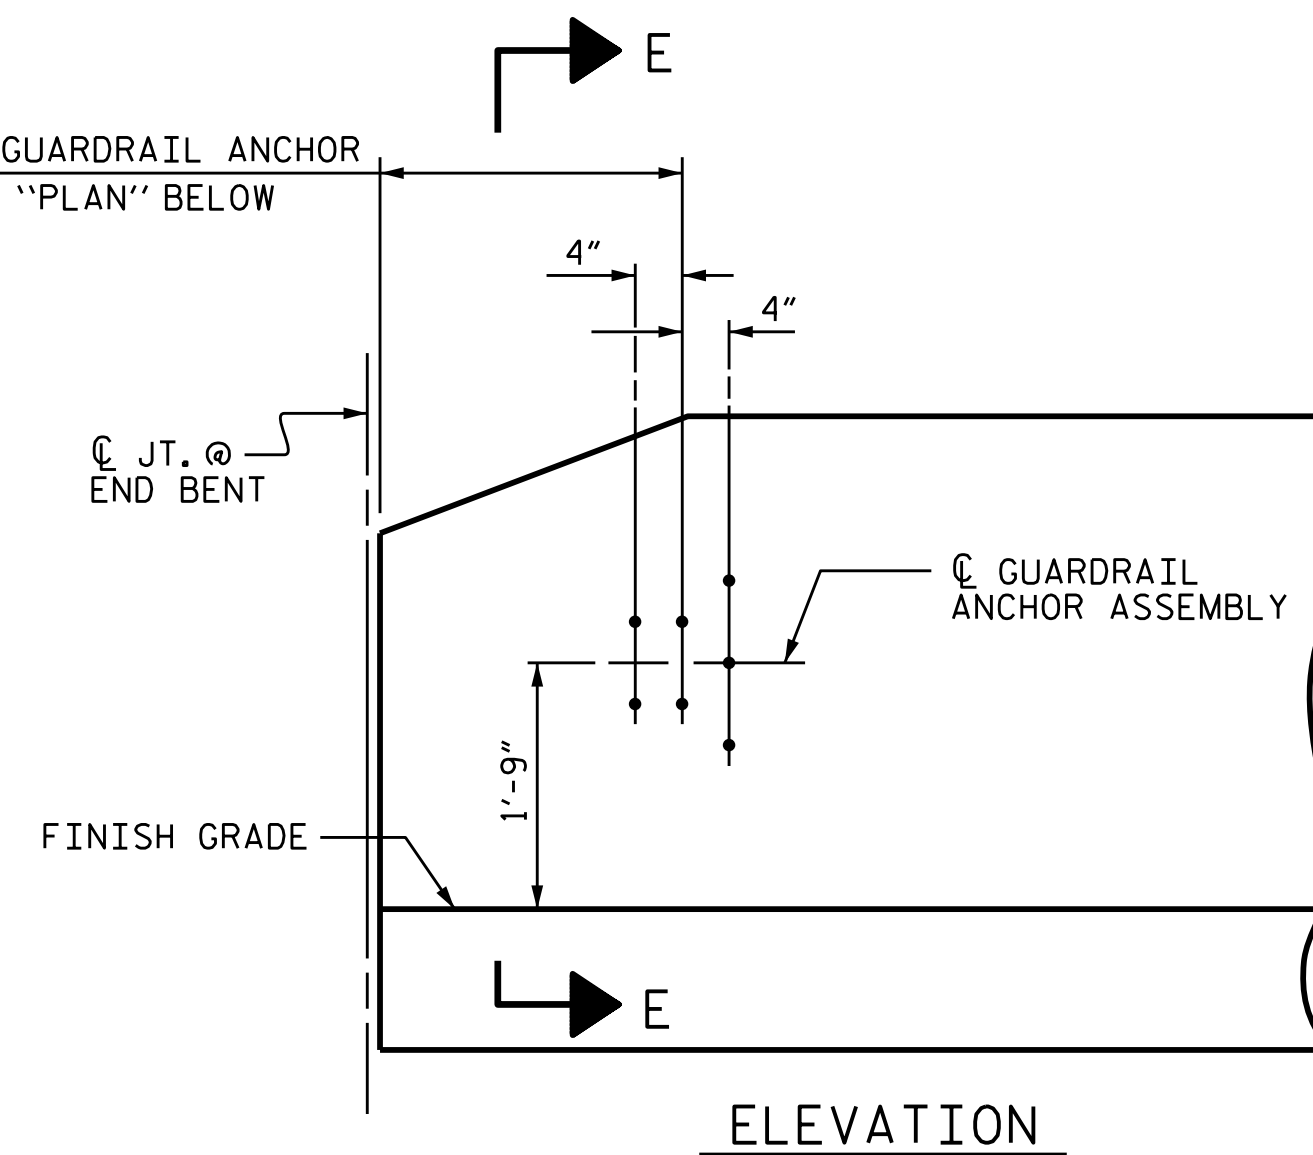 E
GUARDRAIL ANCHOR
“PLAN” BELOW
4”
4”
℄ JT. @
END BENT
℄ GUARDRAIL
ANCHOR ASSEMBLY
1'-9”
FINISH GRADE
E
ELEVATION